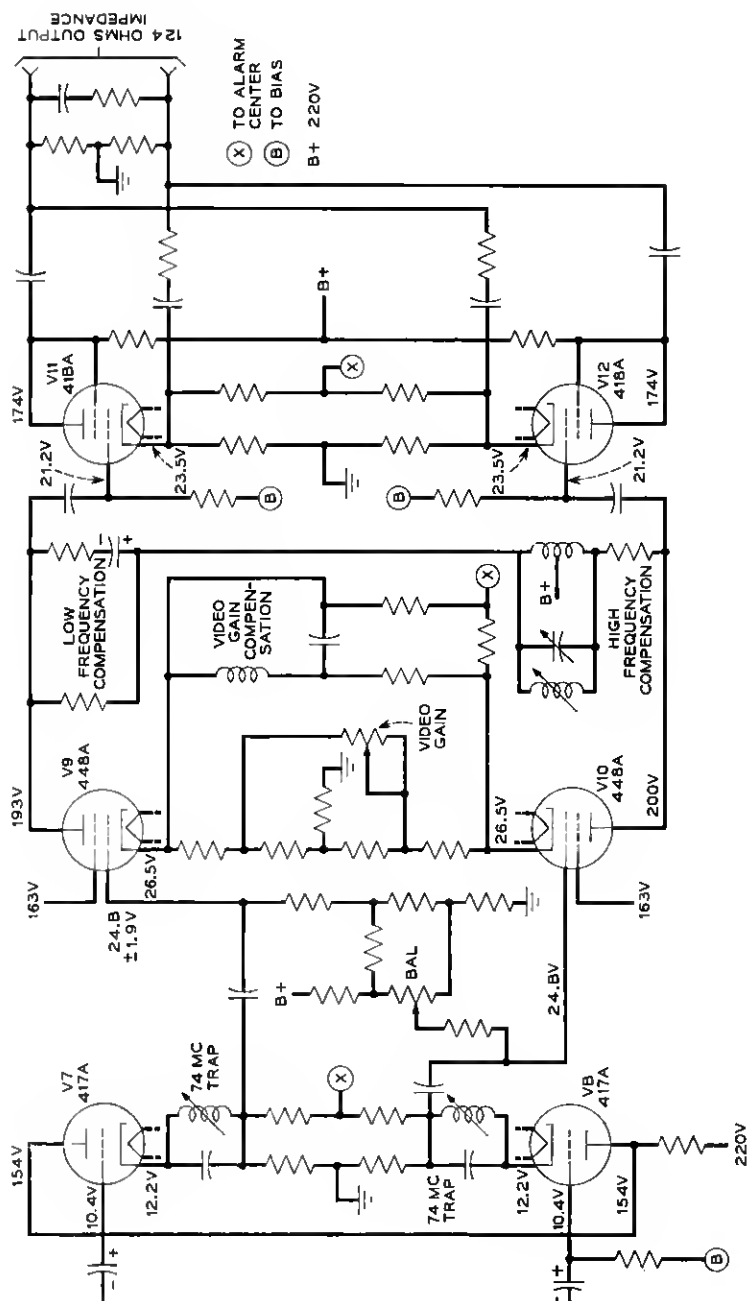 154V
V7
417A
10.4V
12.2V
74 MC
TRAP
X
74 MC
TRAP
12.2V
10.4V
154V
V8
417A
220V
B
163V
193V
V9
448A
24.8
±1.9V
26.5V
B+
BAL
24.8V
VIDEO
GAIN
26.5V
V10
448A
163V
200V
LOW
FREQUENCY
COMPENSATION
VIDEO
GAIN
COMPEN-
SATION
X
B+
HIGH
FREQUENCY
COMPENSATION
174V
V11
418A
21.2V
23.5V
B
X
B+
B
23.5V
21.2V
V12
418A
174V
124 OHMS OUTPUT
IMPEDANCE
X TO ALARM
CENTER
B TO BIAS
B+ 220V
- +
- +
- +